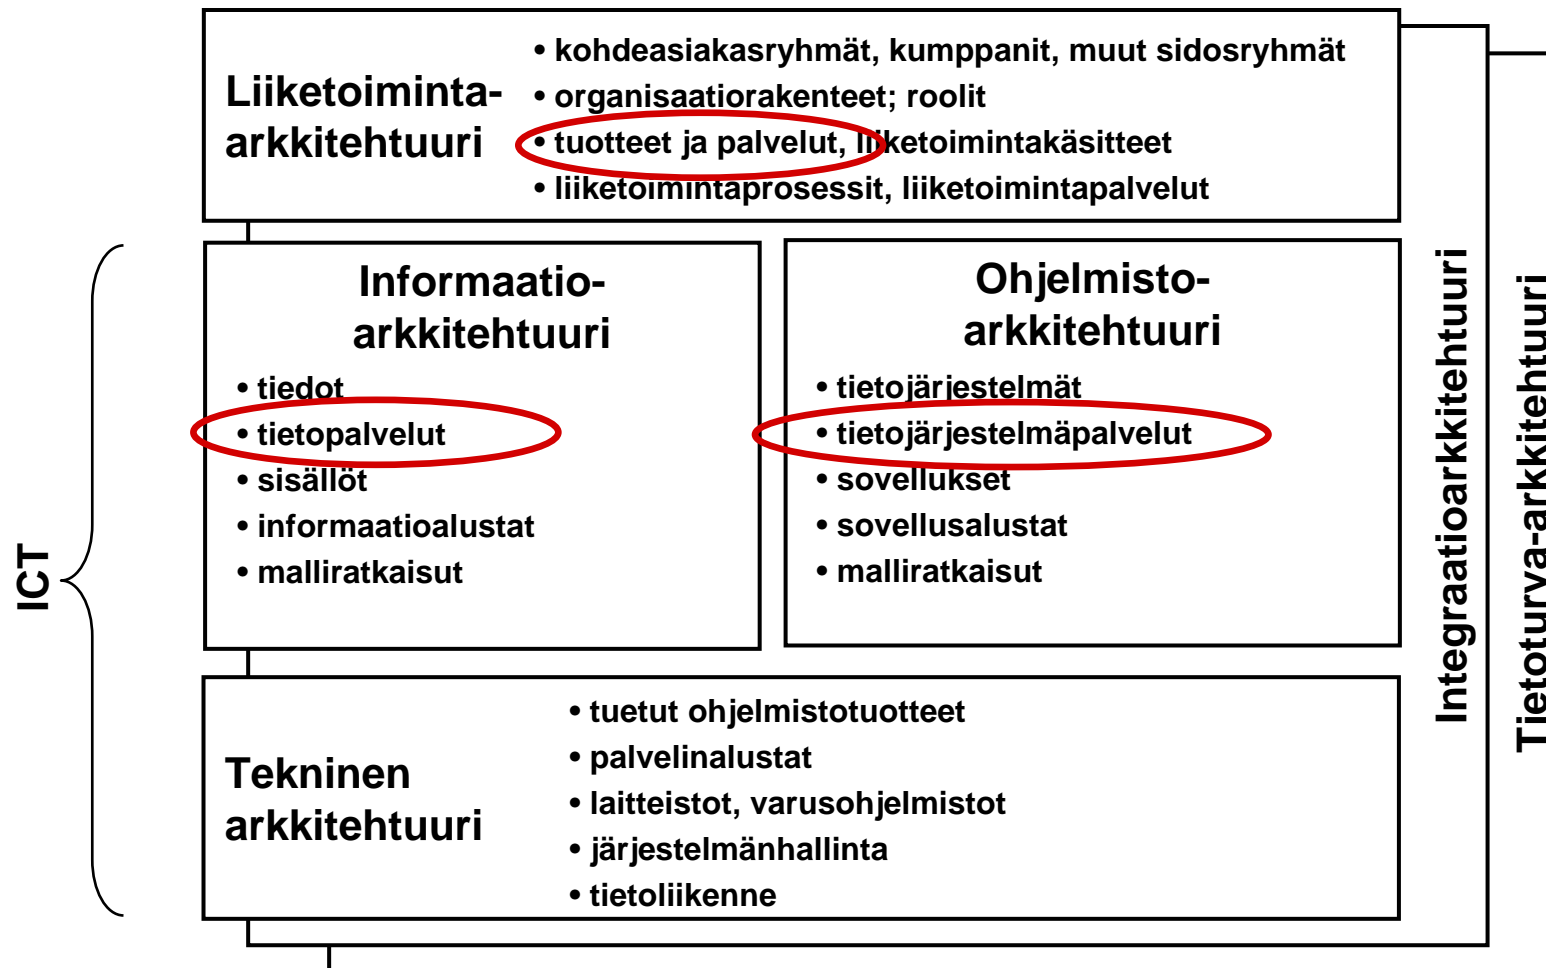 Liiketoiminta-
arkkitehtuuri
• kohdeasiakasryhmät, kumppanit, muut sidosryhmät
• organisaatiorakenteet; roolit
• tuotteet ja palvelut, liiketoimintakäsitteet
• liiketoimintaprosessit, liiketoimintapalvelut
ICT
Informaatio-
arkkitehtuuri
• tiedot
• tietopalvelut
• sisällöt
• informaatioalustat
• malliratkaisut
Ohjelmisto-
arkkitehtuuri
• tietojärjestelmät
• tietojärjestelmäpalvelut
• sovellukset
• sovellusalustat
• malliratkaisut
Tekninen
arkkitehtuuri
• tuetut ohjelmistotuotteet
• palvelinalustat
• laitteistot, varusohjelmistot
• järjestelmänhallinta
• tietoliikenne
Integraatioarkkitehtuuri
Tietoturva-arkkitehtuuri